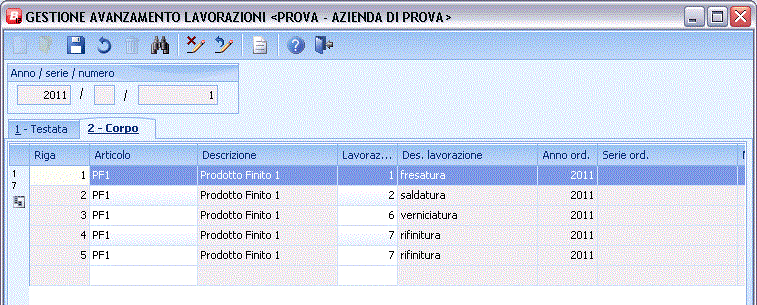 GESTIONE AVANZAMENTO LAVORAZIONI <PROVA - AZIENDA DI PROVA>
Anno / serie / numero
2011 / / 1
1 - Testata 2 - Corpo
Riga Articolo Descrizione Lavoraz... Des. lavorazione Anno ord. Serie ord.
1 PF1 Prodotto Finito 1 1 fresatura 2011
2 PF1 Prodotto Finito 1 2 saldatura 2011
3 PF1 Prodotto Finito 1 6 verniciatura 2011
4 PF1 Prodotto Finito 1 7 rifinitura 2011
5 PF1 Prodotto Finito 1 7 rifinitura 2011
1
7